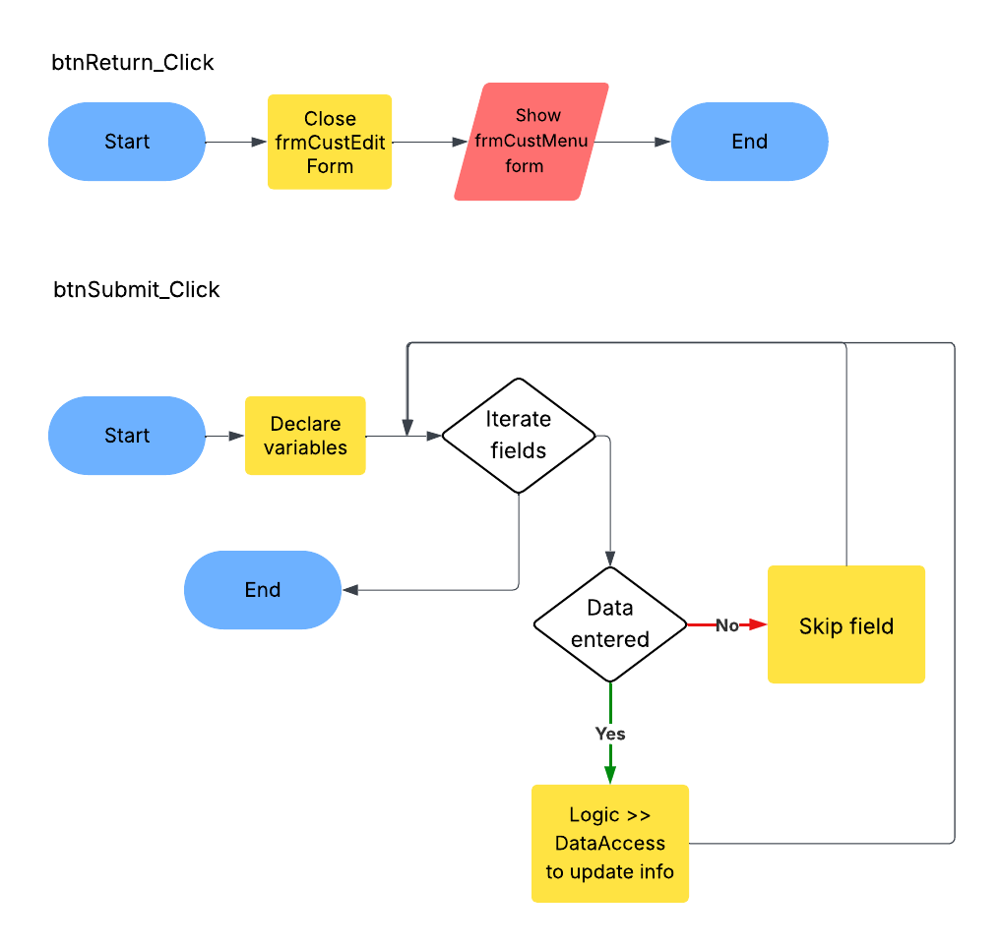 btnReturn_Click
Start
Close
frmCustEdit
Form
Show
frmCustMenu
form
End
btnSubmit_Click
Start
Declare
variables
Iterate
fields
End
Data
entered
No
Skip field
Yes
Logic >>
DataAccess
to update info